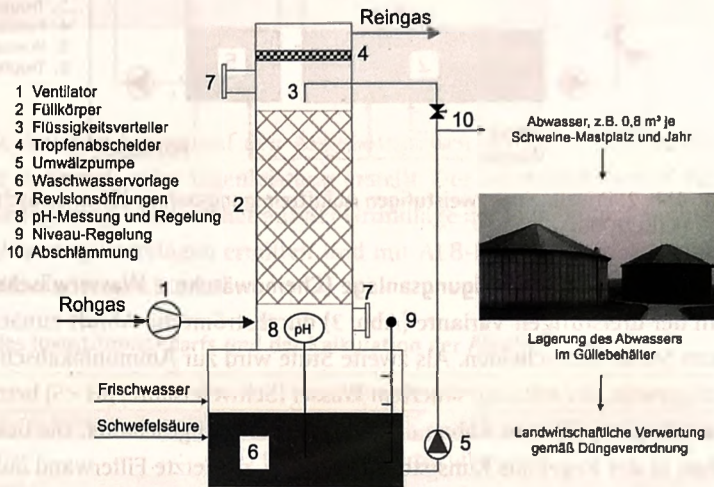 Reingas
1 Ventilator
2 Füllkörper
3 Flüssigkeitsverteiler
4 Tropfenabscheider
5 Umwälzpumpe
6 Waschwasservorlage
7 Revisionsöffnungen
8 pH-Messung und Regelung
9 Niveau-Regelung
10 Abschlämmung
4
7
3
10
2
Abwasser, z.B. 0,8 m³ je
Schweine-Mastplatz und Jahr
Rohgas
1
7
8
pH
9
Lagerung des Abwassers
im Güllebehälter
Frischwasser
Schwefelsäure
6
5
Landwirtschaftliche Verwertung
gemäß Düngeverordnung